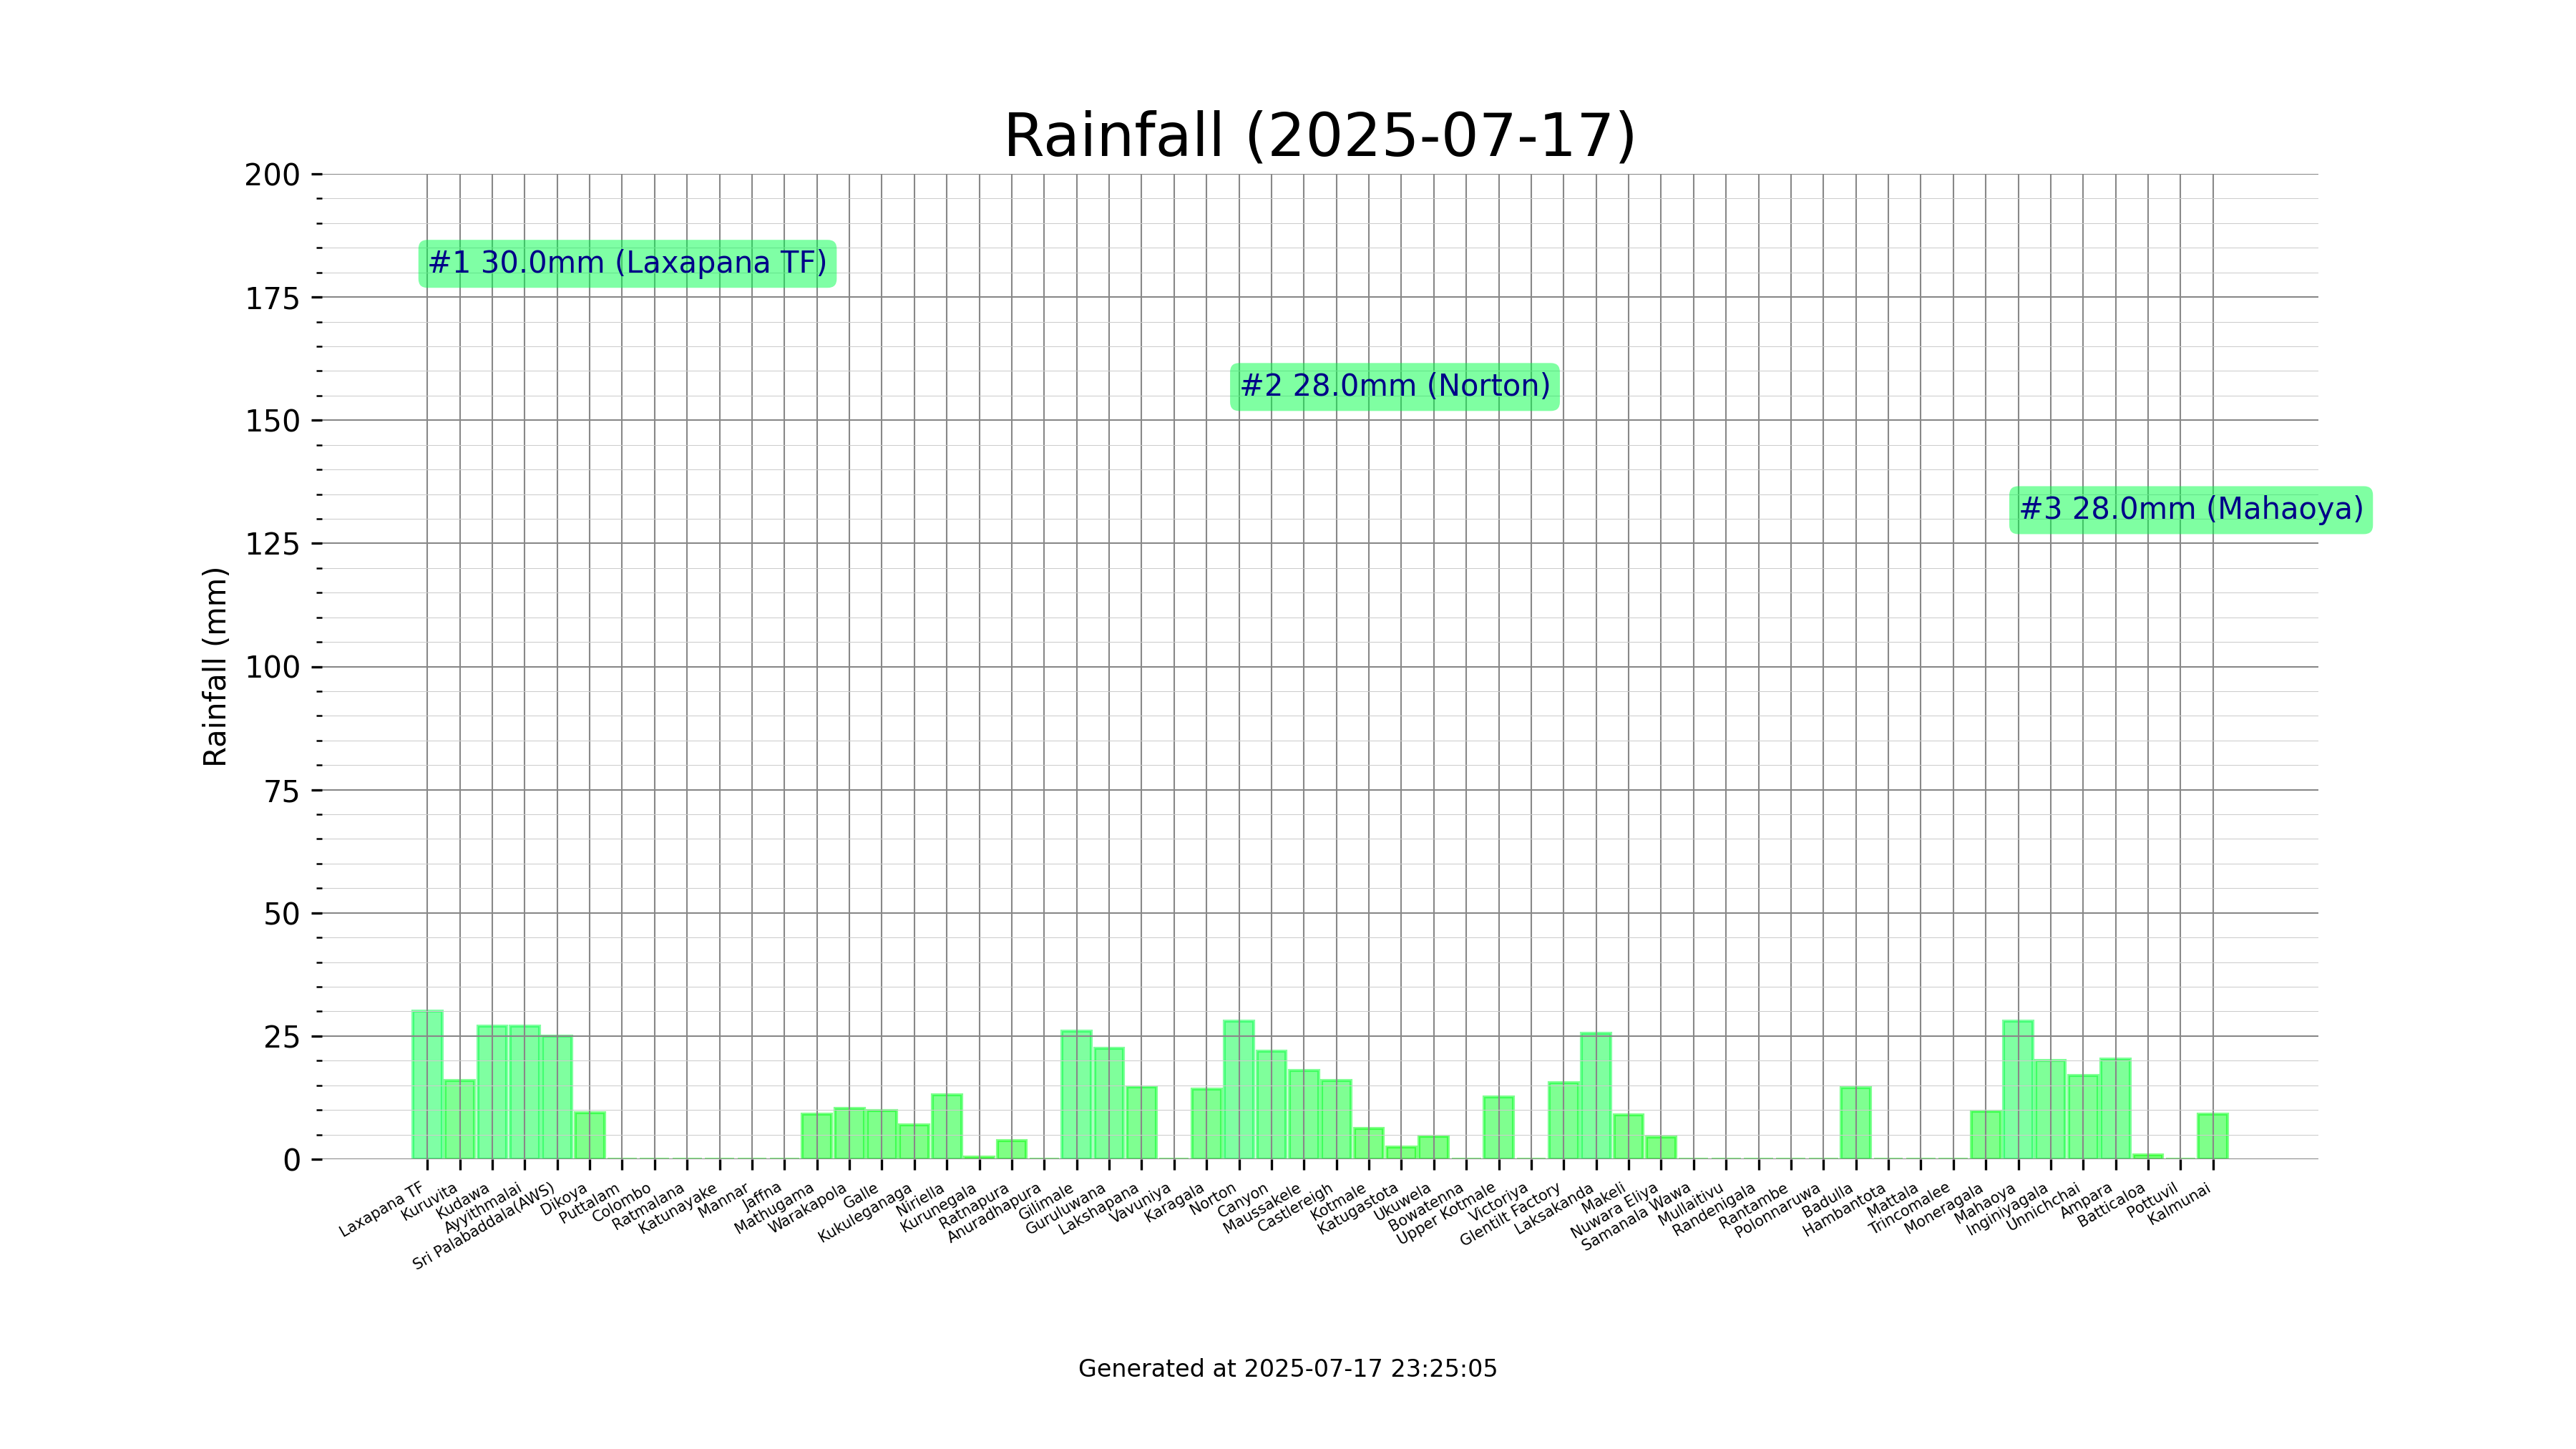 Rainfall (2025-07-17)
200
175
150
125
100
75
50
25
0
Rainfall (mm)
#1 30.0mm (Laxapana TF)
#2 28.0mm (Norton)
#3 28.0mm (Mahaoya)
Laxapana TF
Kuruvita
Kudawa
Ayyithmalai
Sri Palabaddala(AWS)
Dikoya
Puttalam
Colombo
Ratmalana
Katunayake
Mannar
Jaffna
Mathugama
Warakapola
Galle
Kukuleganaga
Niriella
Kurunegala
Ratnapura
Anuradhapura
Gilimale
Guruluwana
Lakshapana
Vavuniya
Karagala
Norton
Canyon
Maussakele
Castlereigh
Kotmale
Katugastota
Ukuwela
Bowatenna
Upper Kotmale
Victoriya
Glentilt Factory
Laksakanda
Makeli
Nuwara Eliya
Samanala Wawa
Mullaitivu
Randenigala
Rantambe
Polonnaruwa
Badulla
Hambantota
Mattala
Trincomalee
Moneragala
Mahaoya
Inginiyagala
Unnichchai
Ampara
Batticaloa
Pottuvil
Kalmunai
Generated at 2025-07-17 23:25:05